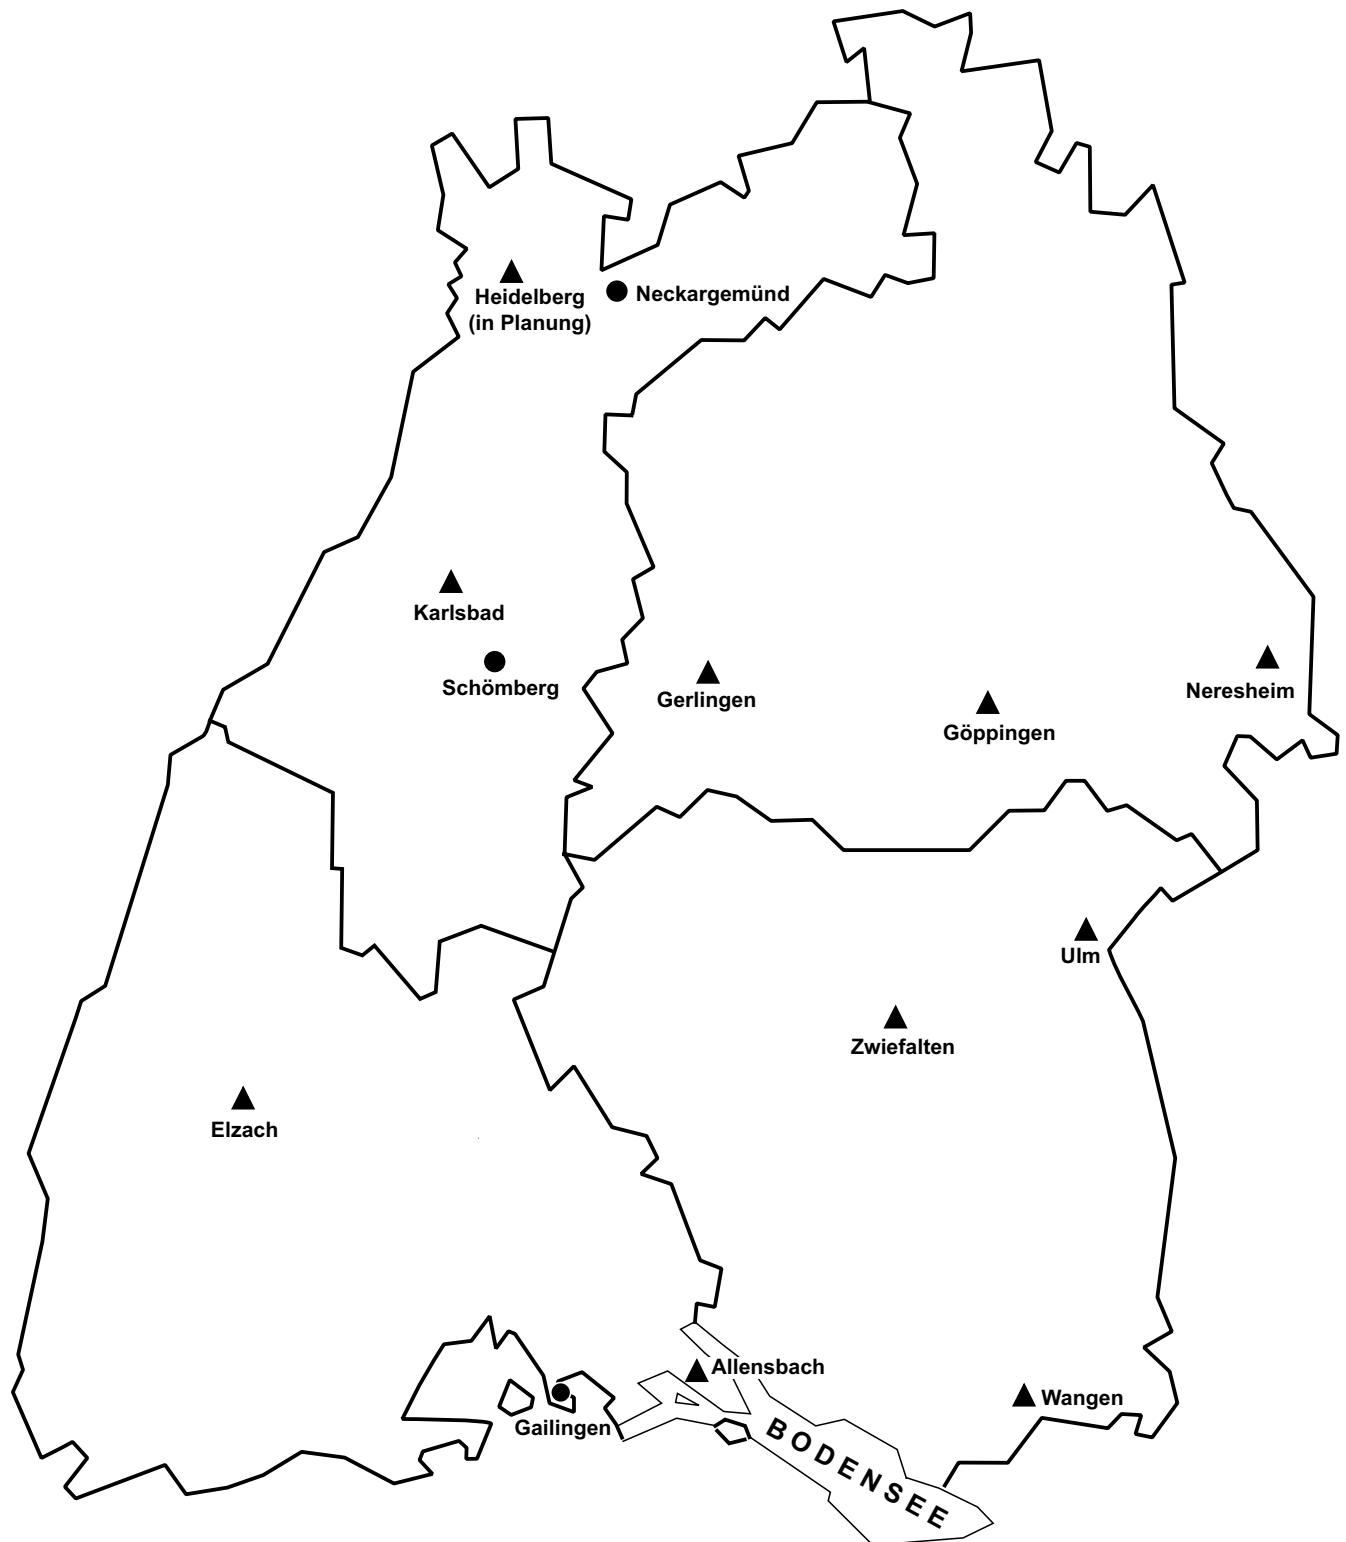 Heidelberg
(in Planung)
Neckargemünd
Karlsbad
Schömberg
Gerlingen
Göppingen
Neresheim
Ulm
Zwiefalten
Elzach
Allensbach
Wangen
Gailingen
BODENSEE